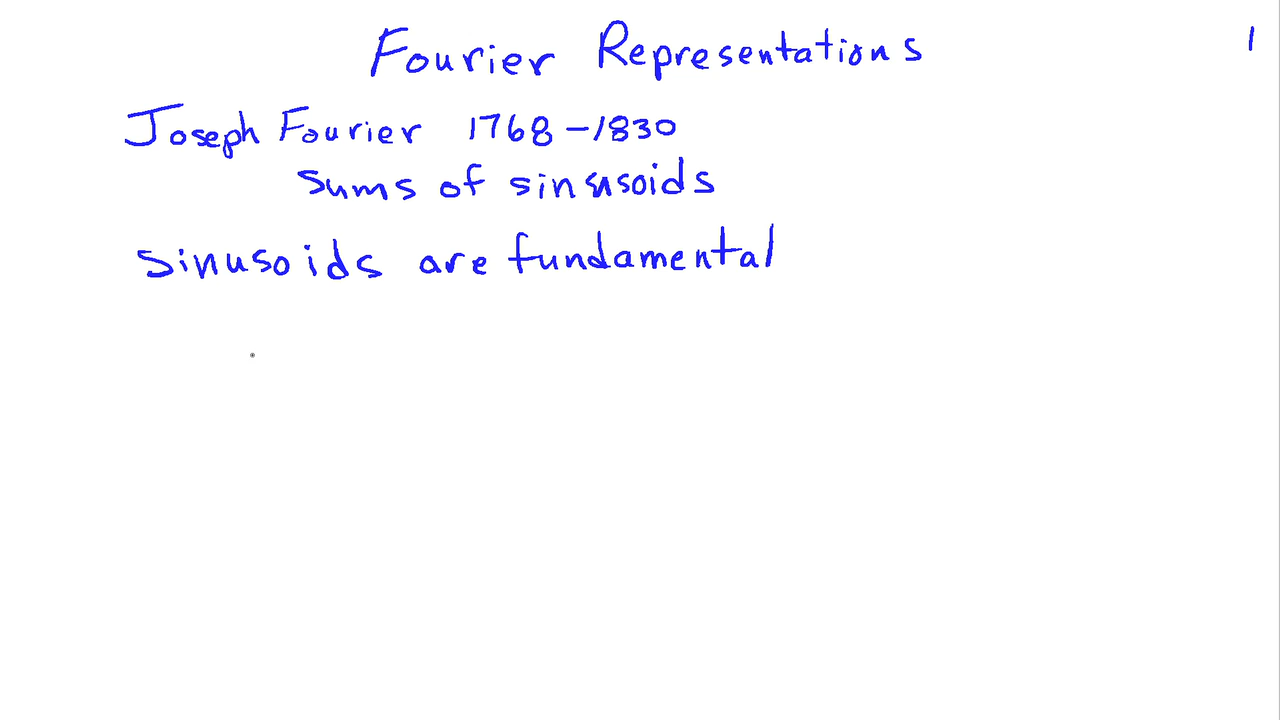 Fourier Representations
1
Joseph Fourier 1768-1830
sums of sinusoids
sinusoids are fundamental